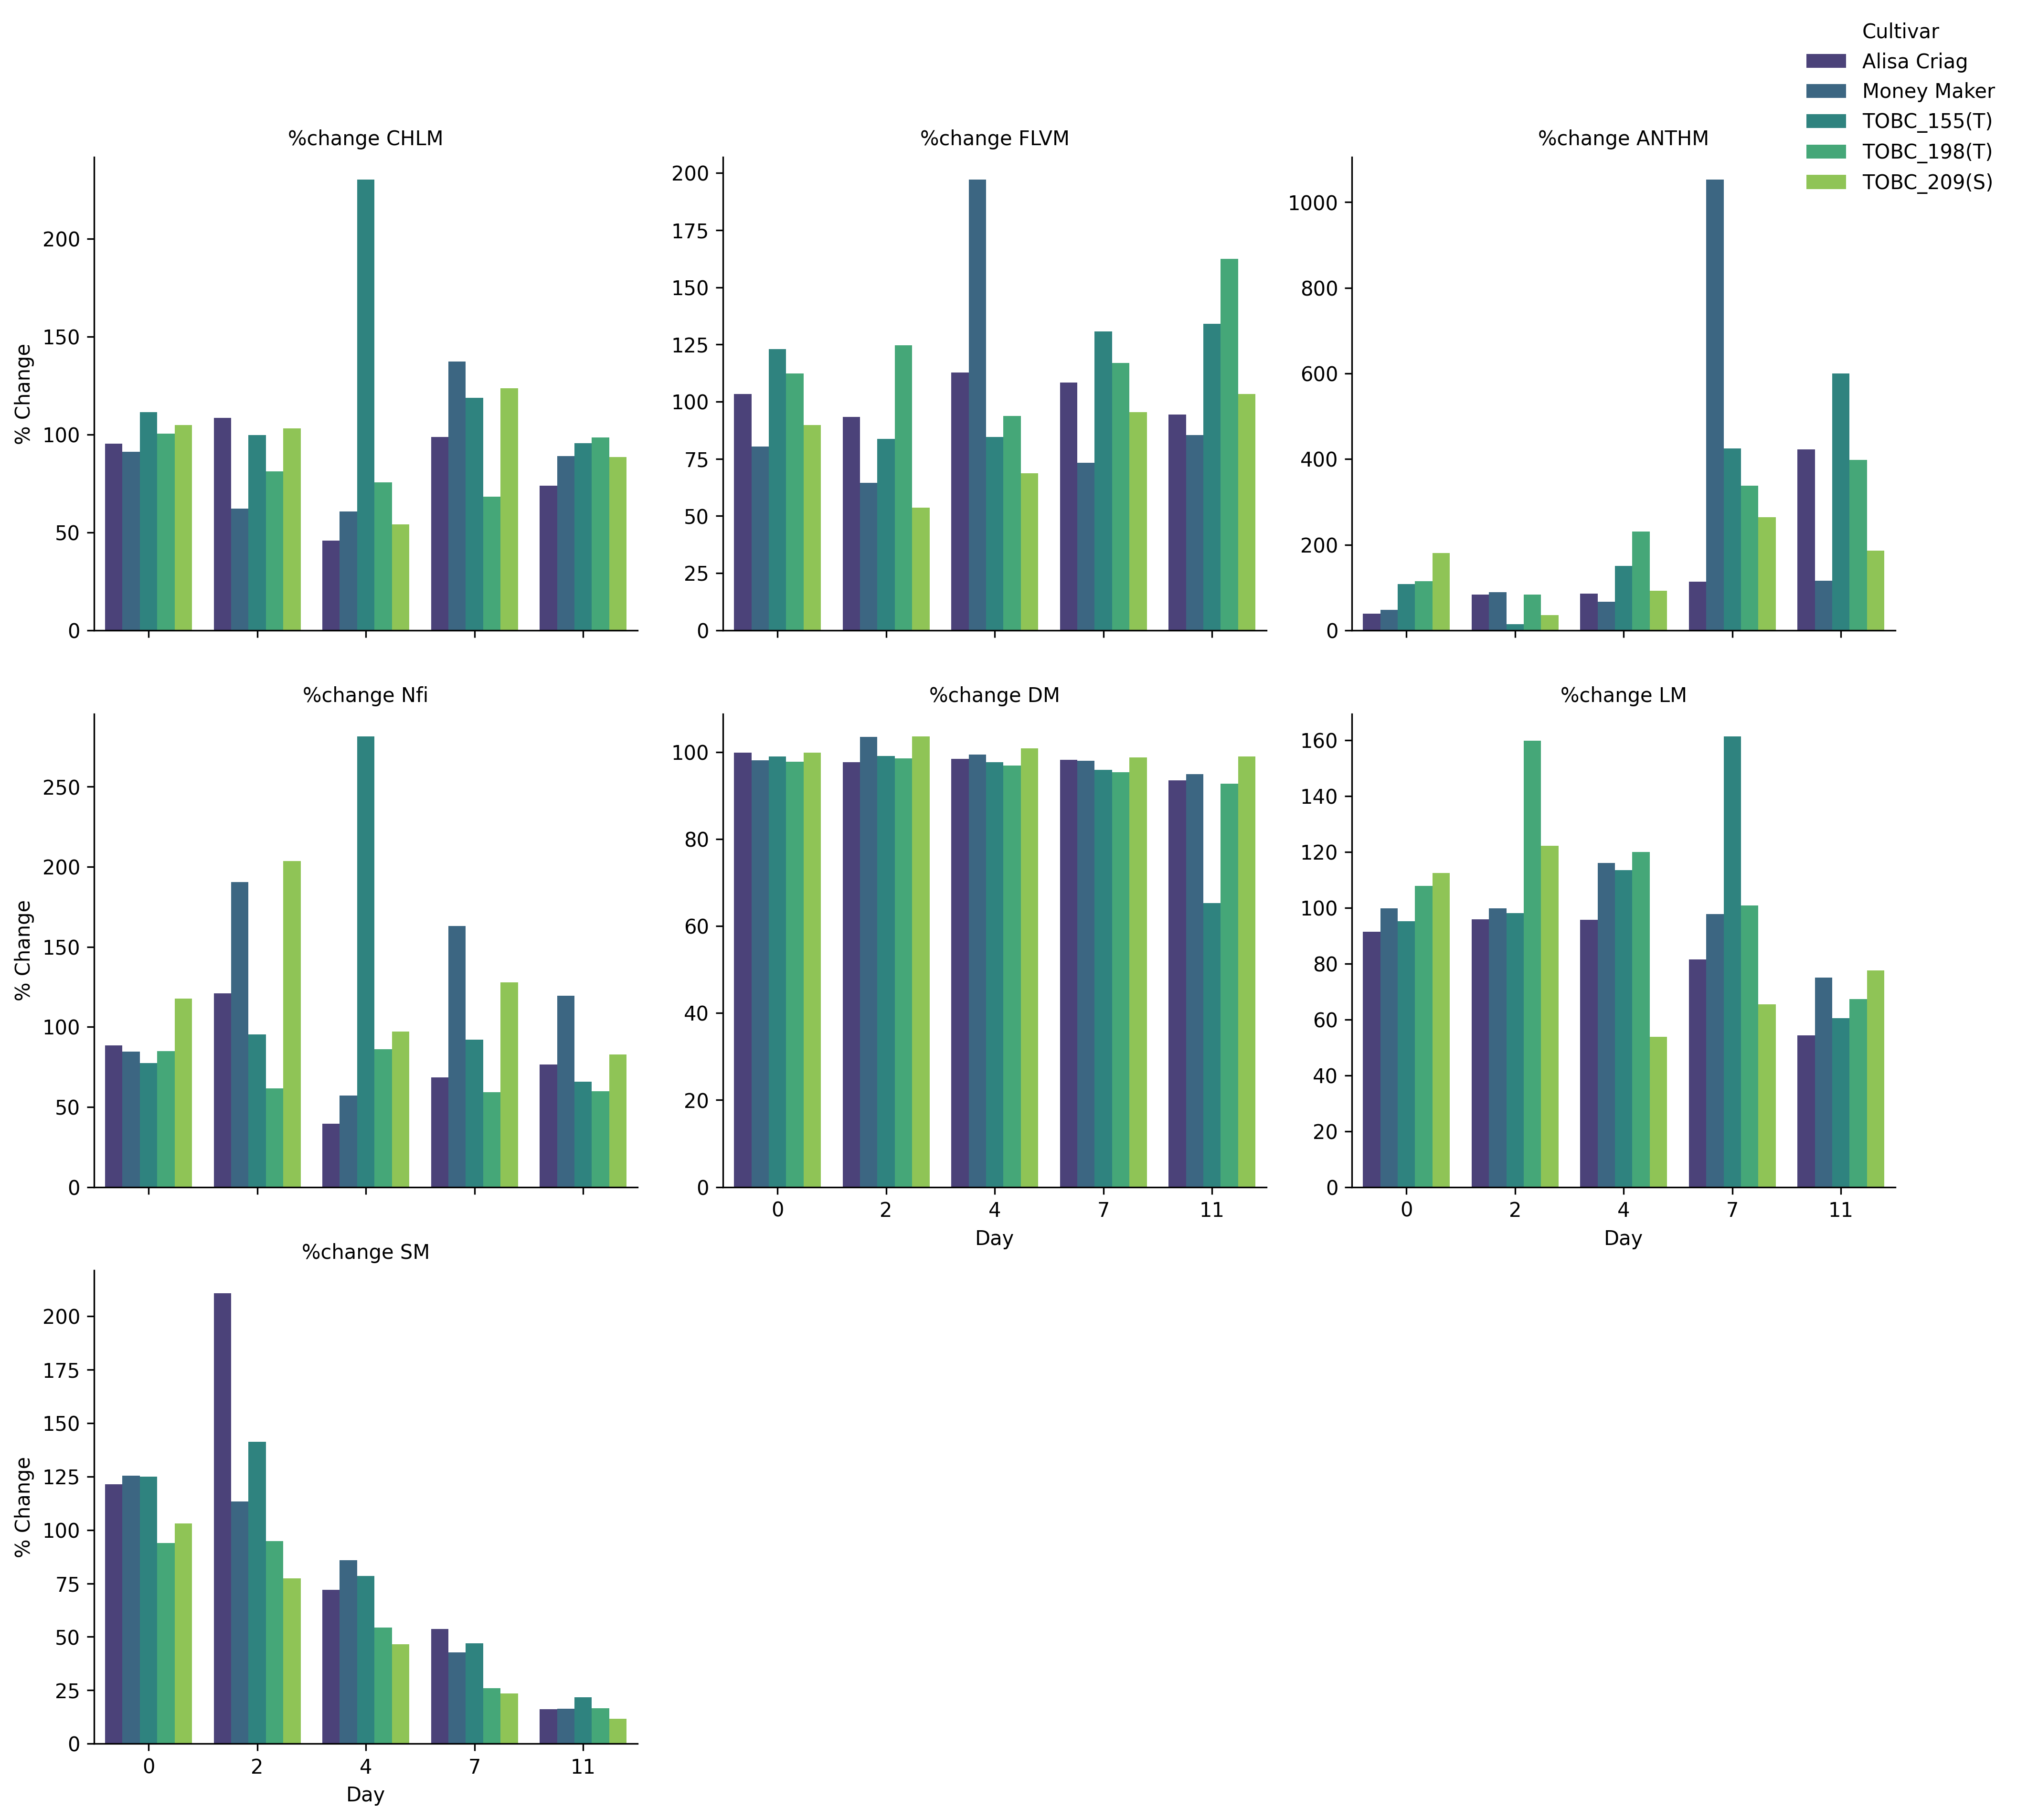 Cultivar
Alisa Criag
Money Maker
TOBC_155(T)
TOBC_198(T)
TOBC_209(S)
%change CHLM
% Change
200
150
100
50
0
%change FLVM
200
175
150
125
100
75
50
25
0
%change ANTHM
1000
800
600
400
200
0
%change Nfi
% Change
250
200
150
100
50
0
%change DM
100
80
60
40
20
0
0 2 4 7 11
Day
%change LM
160
140
120
100
80
60
40
20
0
0 2 4 7 11
Day
%change SM
% Change
200
175
150
125
100
75
50
25
0
0 2 4 7 11
Day